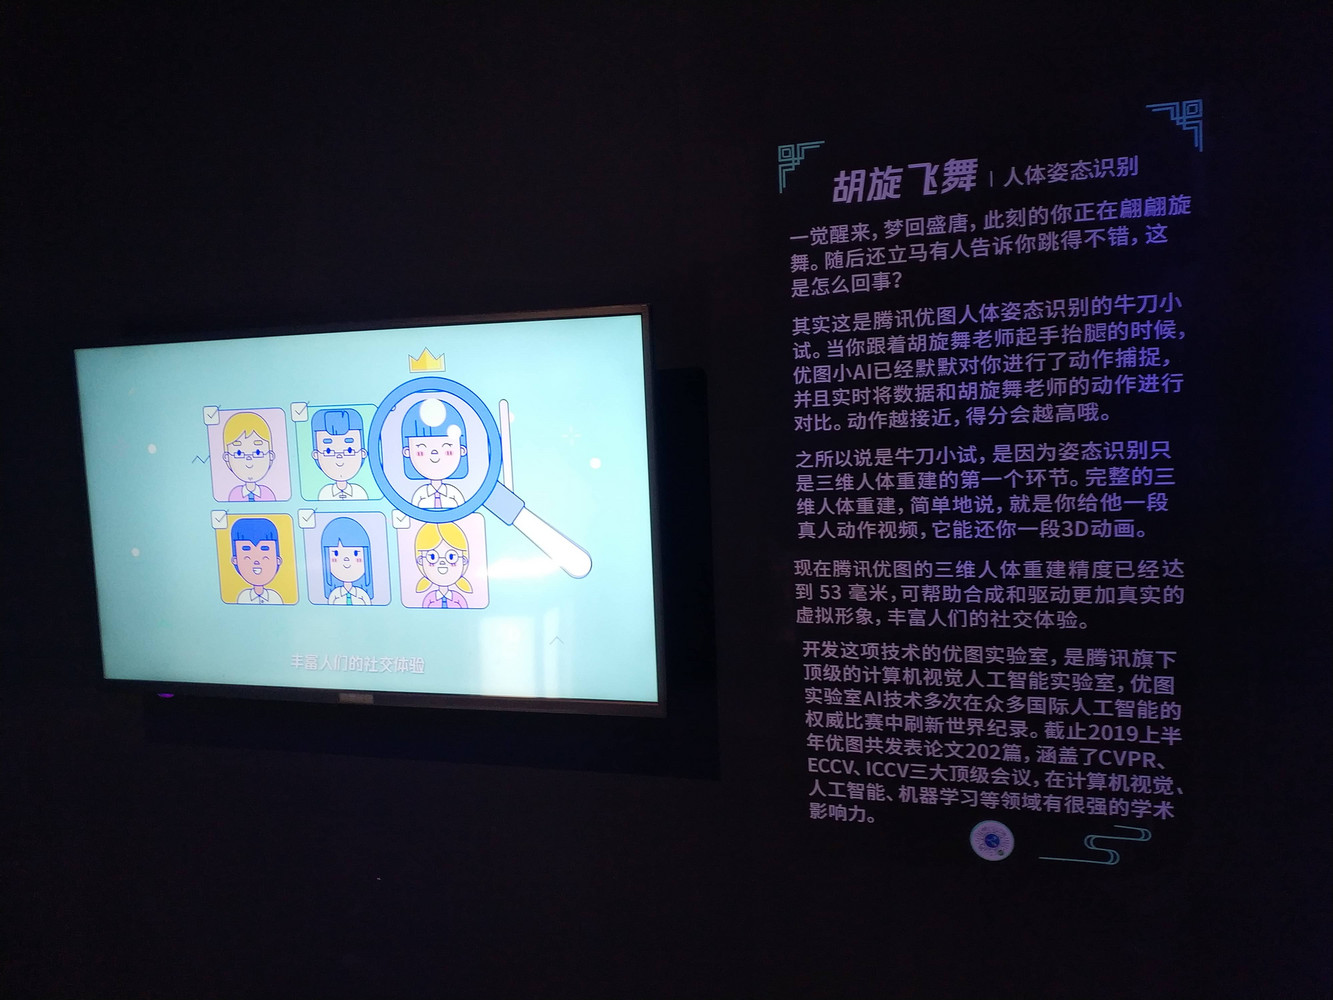 胡旋飞舞 | 人体姿态识别
一觉醒来，梦回盛唐，此刻的你正在翩翩旋
舞。随后还立马有人告诉你跳得不错，这
是怎么回事？
其实这是腾讯优图人体姿态识别的牛刀小
试。当你跟着胡旋舞老师起手抬腿的时候，
优图小AI已经默默对你进行了动作捕捉，
并且实时将数据和胡旋舞老师的动作进行
对比。动作越接近，得分会越高哦。
之所以说是牛刀小试，是因为姿态识别只
是三维人体重建的第一个环节。完整的三
维人体重建，简单地说，就是你给他一段
真人动作视频，它能还你一段3D动画。
现在腾讯优图的三维人体重建精度已经达
到 53 毫米，可帮助合成和驱动更加真实的
虚拟形象，丰富人们的社交体验。
开发这项技术的优图实验室，是腾讯旗下
顶级的计算机视觉人工智能实验室，优图
实验室AI技术多次在众多国际人工智能的
权威比赛中刷新世界纪录。截止2019上半
年优图共发表论文202篇，涵盖了CVPR、
ECCV、ICCV三大顶级会议，在计算机视觉、
人工智能、机器学习等领域有很强的学术
影响力。
丰富人们的社交体验